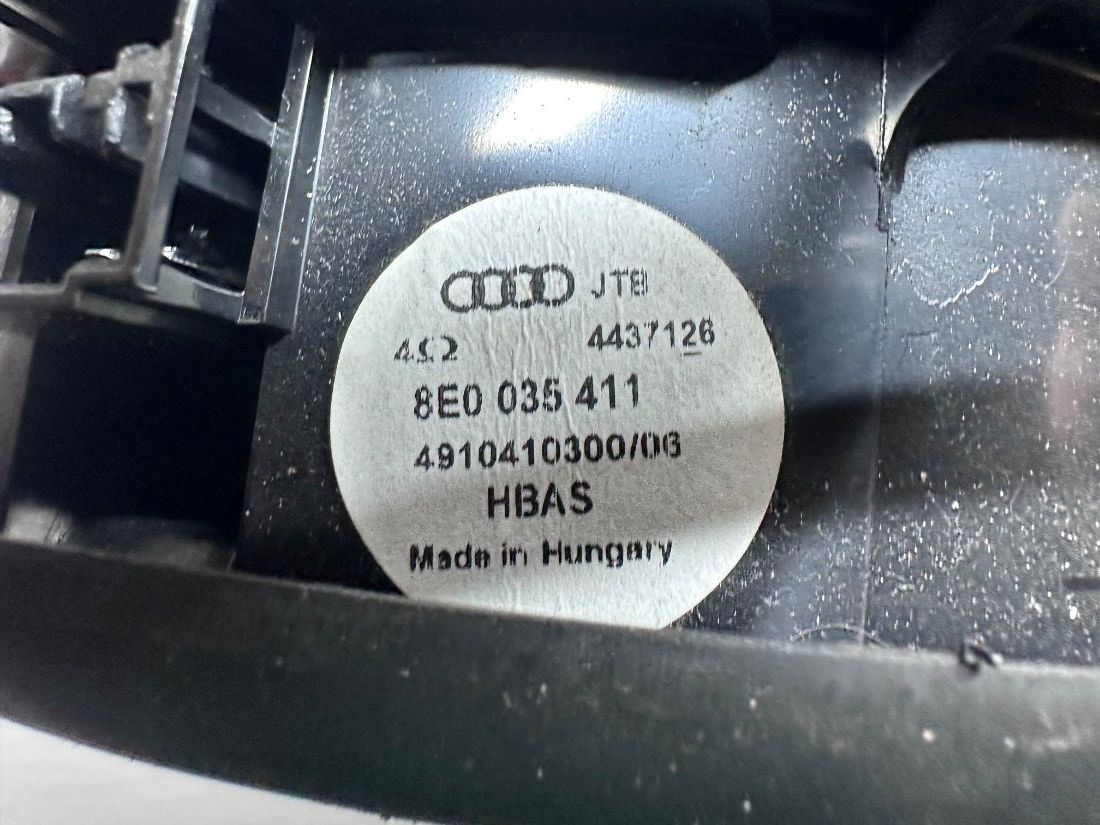 JTB
4Ω 4437126
8E0 035 411
4910410300/06
HBAS
Made in Hungary